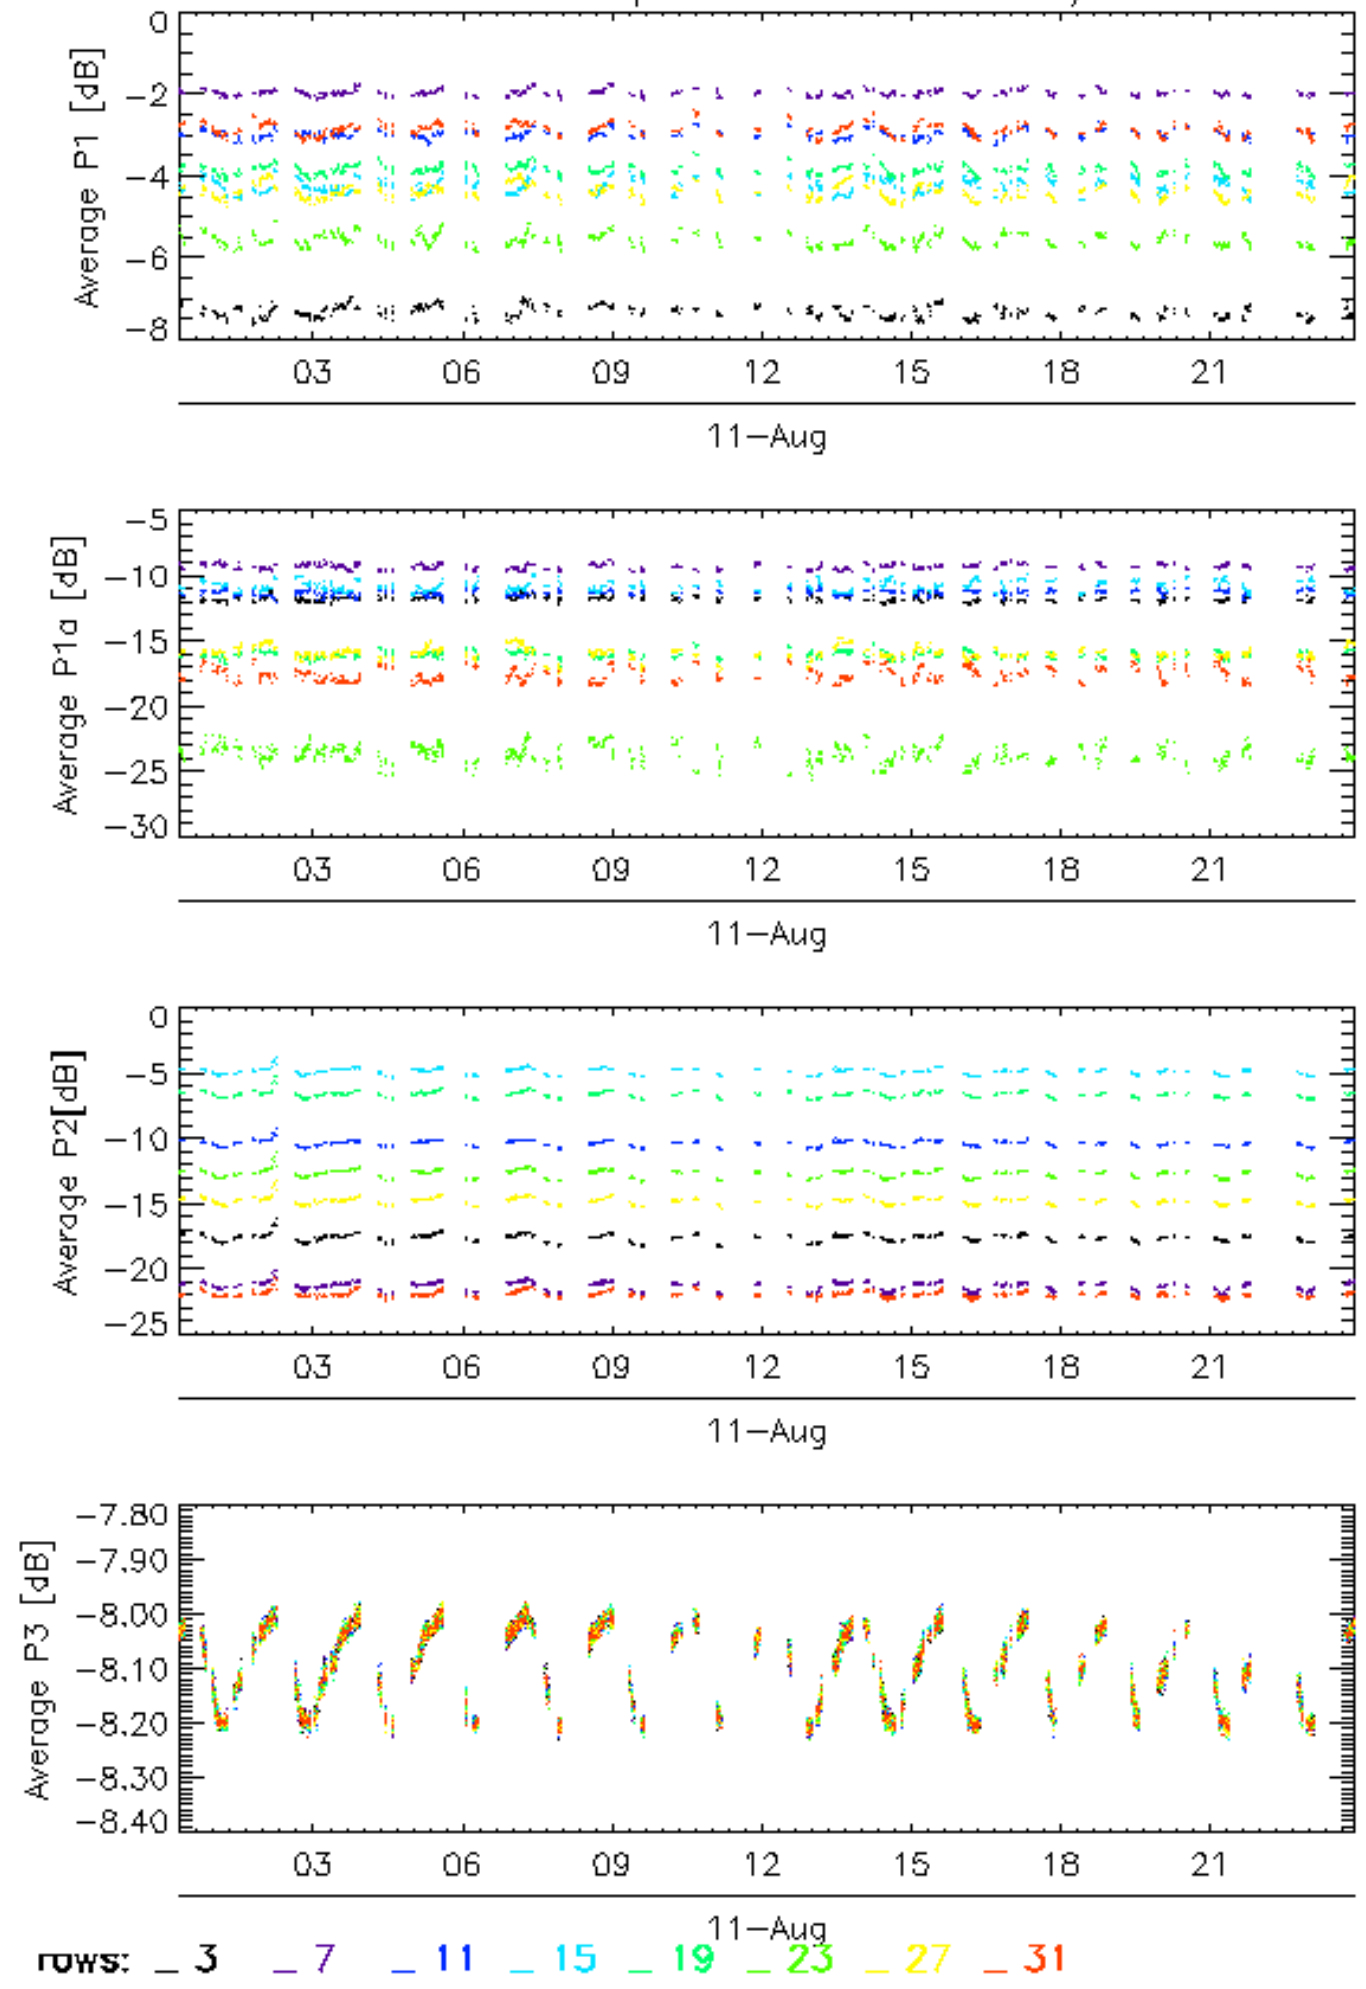 0
−2
−4
−6
−8
Average P1 [dB]
03 06 09 12 15 18 21
11−Aug
−5
−10
−15
−20
−25
−30
Average P1a [dB]
03 06 09 12 15 18 21
11−Aug
0
−5
−10
−15
−20
−25
Average P2[dB]
03 06 09 12 15 18 21
11−Aug
−7.80
−7.90
−8.00
−8.10
−8.20
−8.30
−8.40
Average P3 [dB]
03 06 09 12 15 18 21
11−Aug
rows: _ 3 _ 7 _ 11 _ 15 _ 19 _ 23 _ 27 _ 31